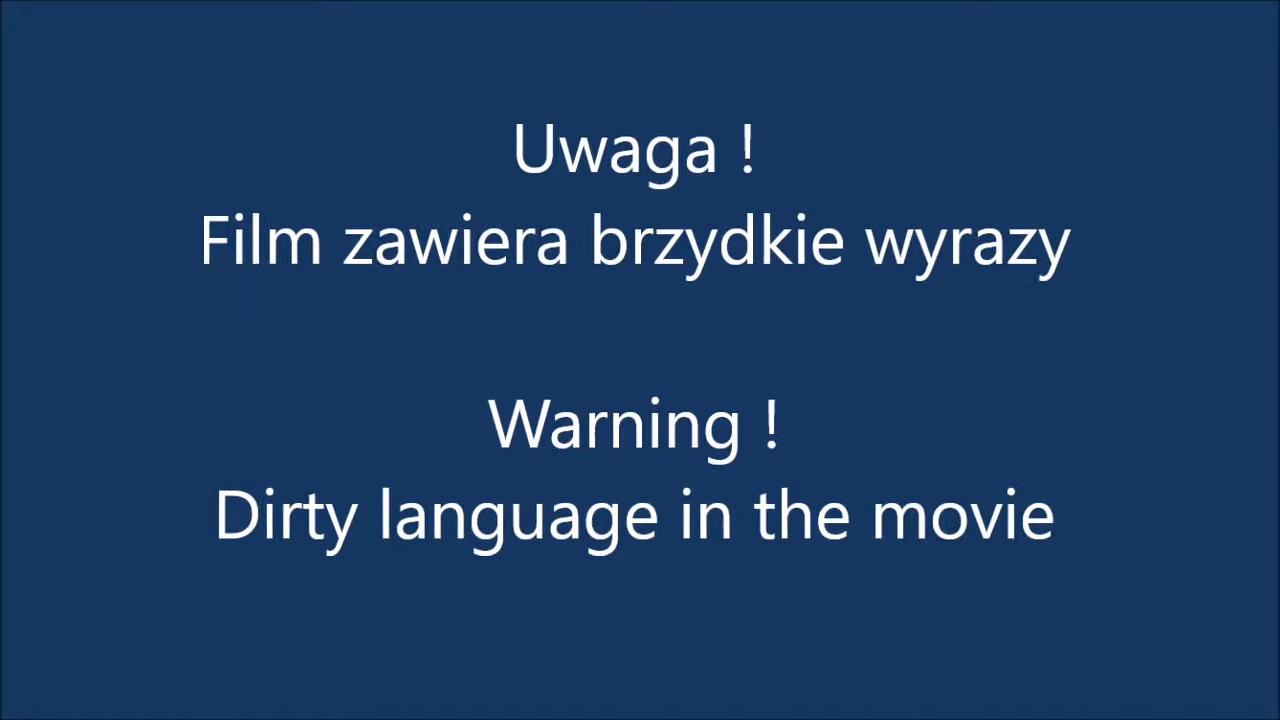 Uwaga !
Film zawiera brzydkie wyrazy
Warning !
Dirty language in the movie